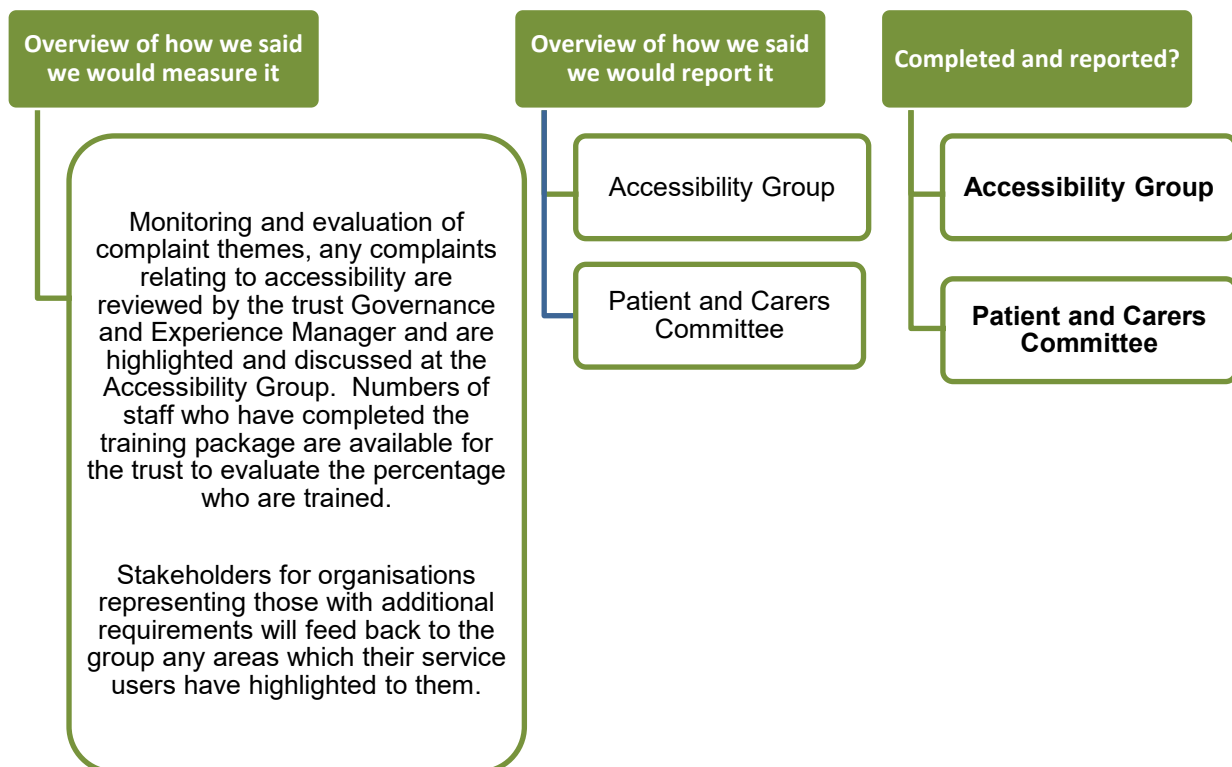 Overview of how we said
we would measure it
Monitoring and evaluation of
complaint themes, any complaints
relating to accessibility are
reviewed by the trust Governance
and Experience Manager and are
highlighted and discussed at the
Accessibility Group.  Numbers of
staff who have completed the
training package are available for
the trust to evaluate the percentage
who are trained.
Stakeholders for organisations
representing those with additional
requirements will feed back to the
group any areas which their service
users have highlighted to them.
Overview of how we said
we would report it
Accessibility Group
Patient and Carers
Committee
Completed and reported?
Accessibility Group
Patient and Carers
Committee